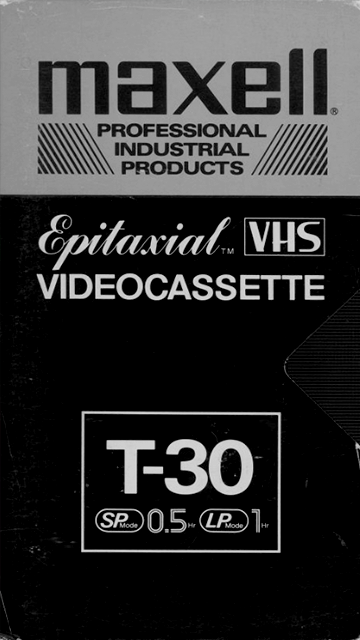 maxell®
PROFESSIONAL
INDUSTRIAL
PRODUCTS
Epitaxial™ VHS
VIDEOCASSETTE
T-30
SP Mode 0.5 Hr LP Mode 1 Hr